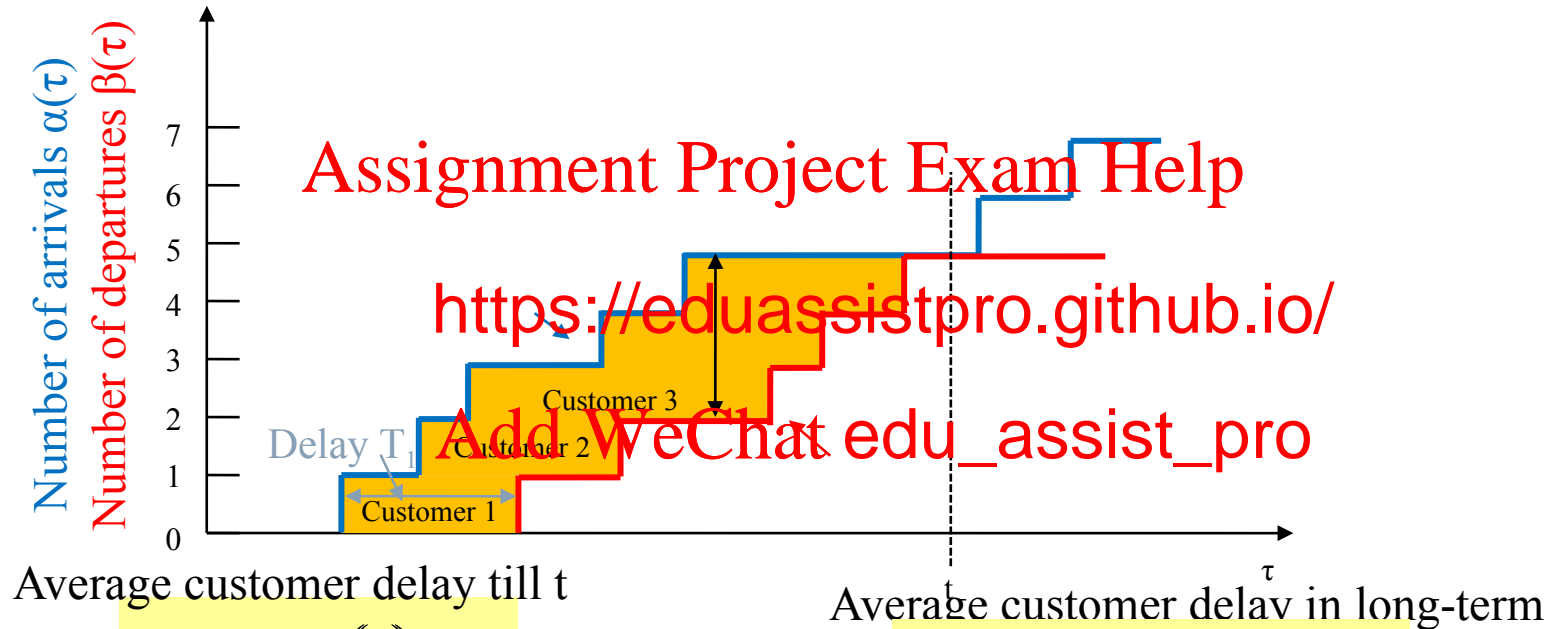 Number of arrivals α(τ)
Number of departures β(τ)
7
6
5
4
3
2
1
0
Assignment Project Exam Help
https://eduassistpro.github.io/
Customer 3
Add WeChat edu_assist_pro
Delay T1
Customer 2
Customer 1
τ
t
Average customer delay till t
Average customer delay in long-term